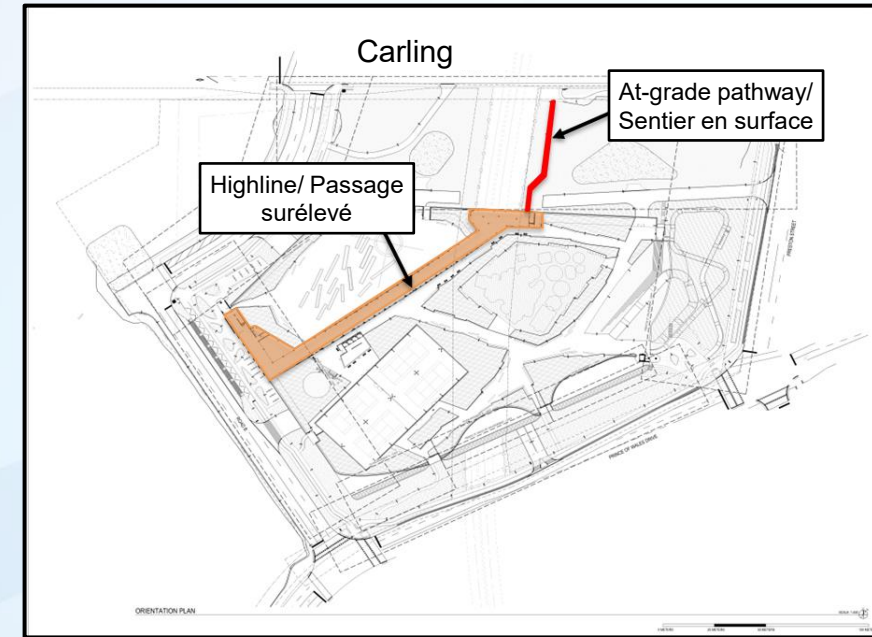 Carling
At-grade pathway/
Sentier en surface
Highline/ Passage
surélevé
PRESTON STREET
PRINCE OF WALES DRIVE
ORIENTATION PLAN